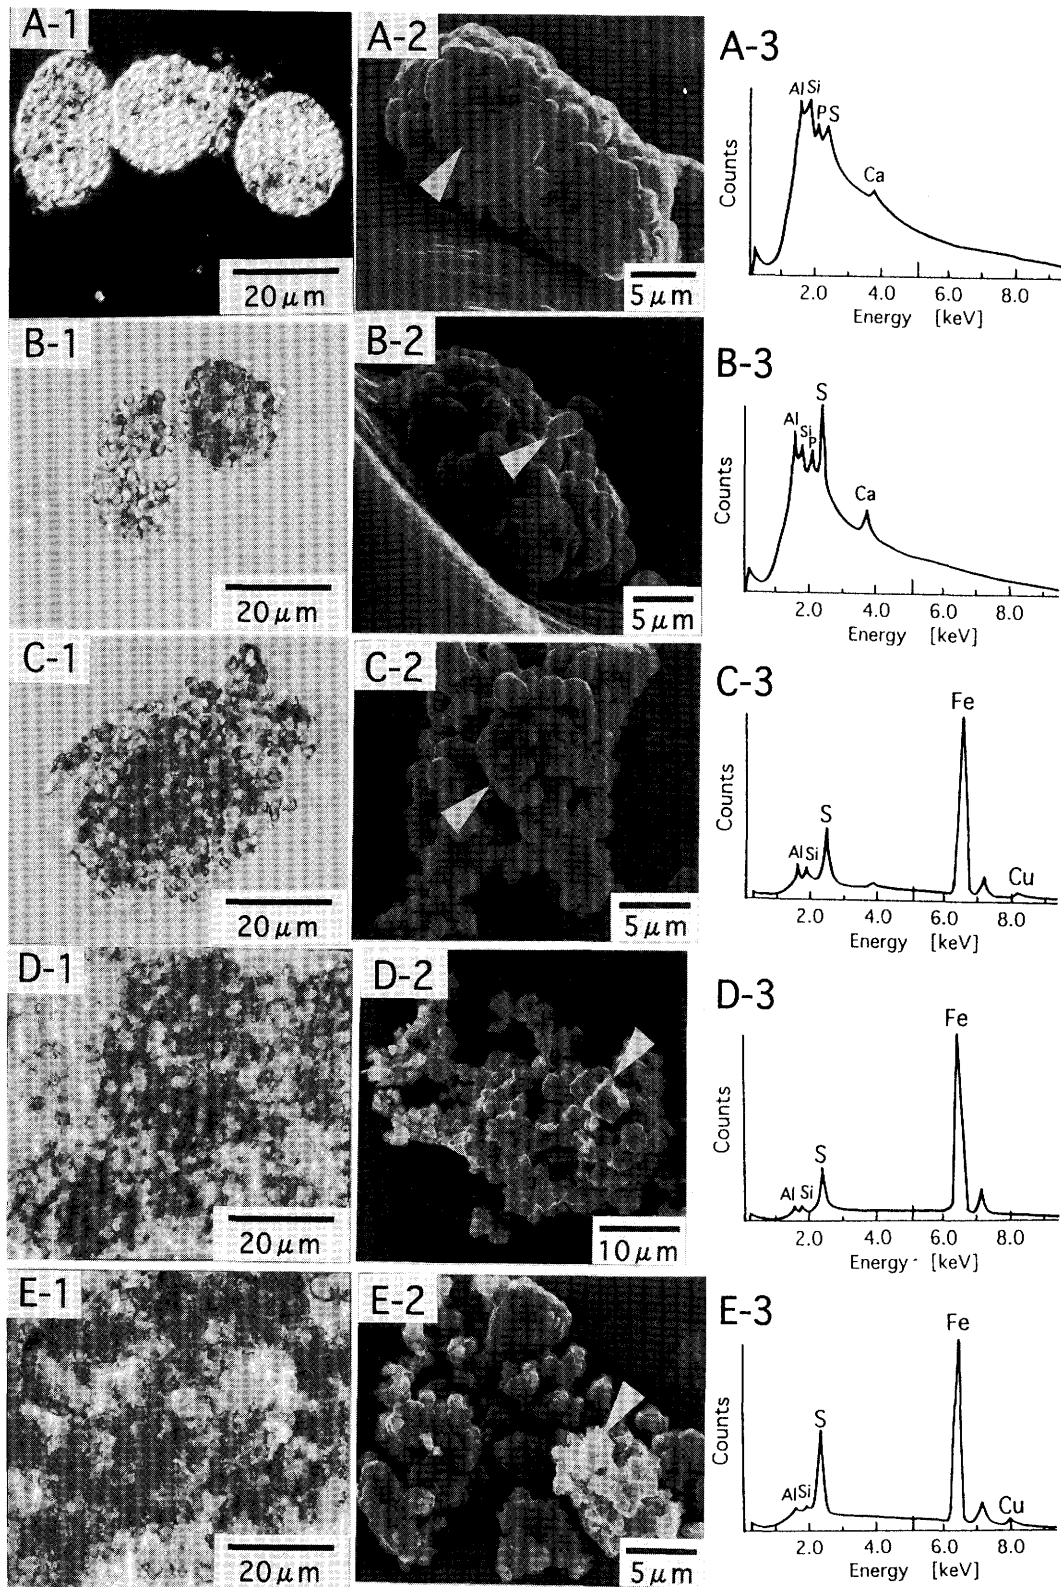 A-1
20 μm
A-2
5 μm
A-3
Al Si
P S
Ca
Counts
2.0 4.0 6.0 8.0
Energy [keV]
B-1
20 μm
B-2
5 μm
B-3
S
Al
Si
P
Ca
Counts
2.0 4.0 6.0 8.0
Energy [keV]
C-1
20 μm
C-2
5 μm
C-3
Fe
S
Al Si
Cu
Counts
2.0 4.0 6.0 8.0
Energy [keV]
D-1
20 μm
D-2
10 μm
D-3
Fe
S
Al Si
Counts
2.0 4.0 6.0 8.0
Energy [keV]
E-1
20 μm
E-2
5 μm
E-3
Fe
S
Al Si
Cu
Counts
2.0 4.0 6.0 8.0
Energy [keV]